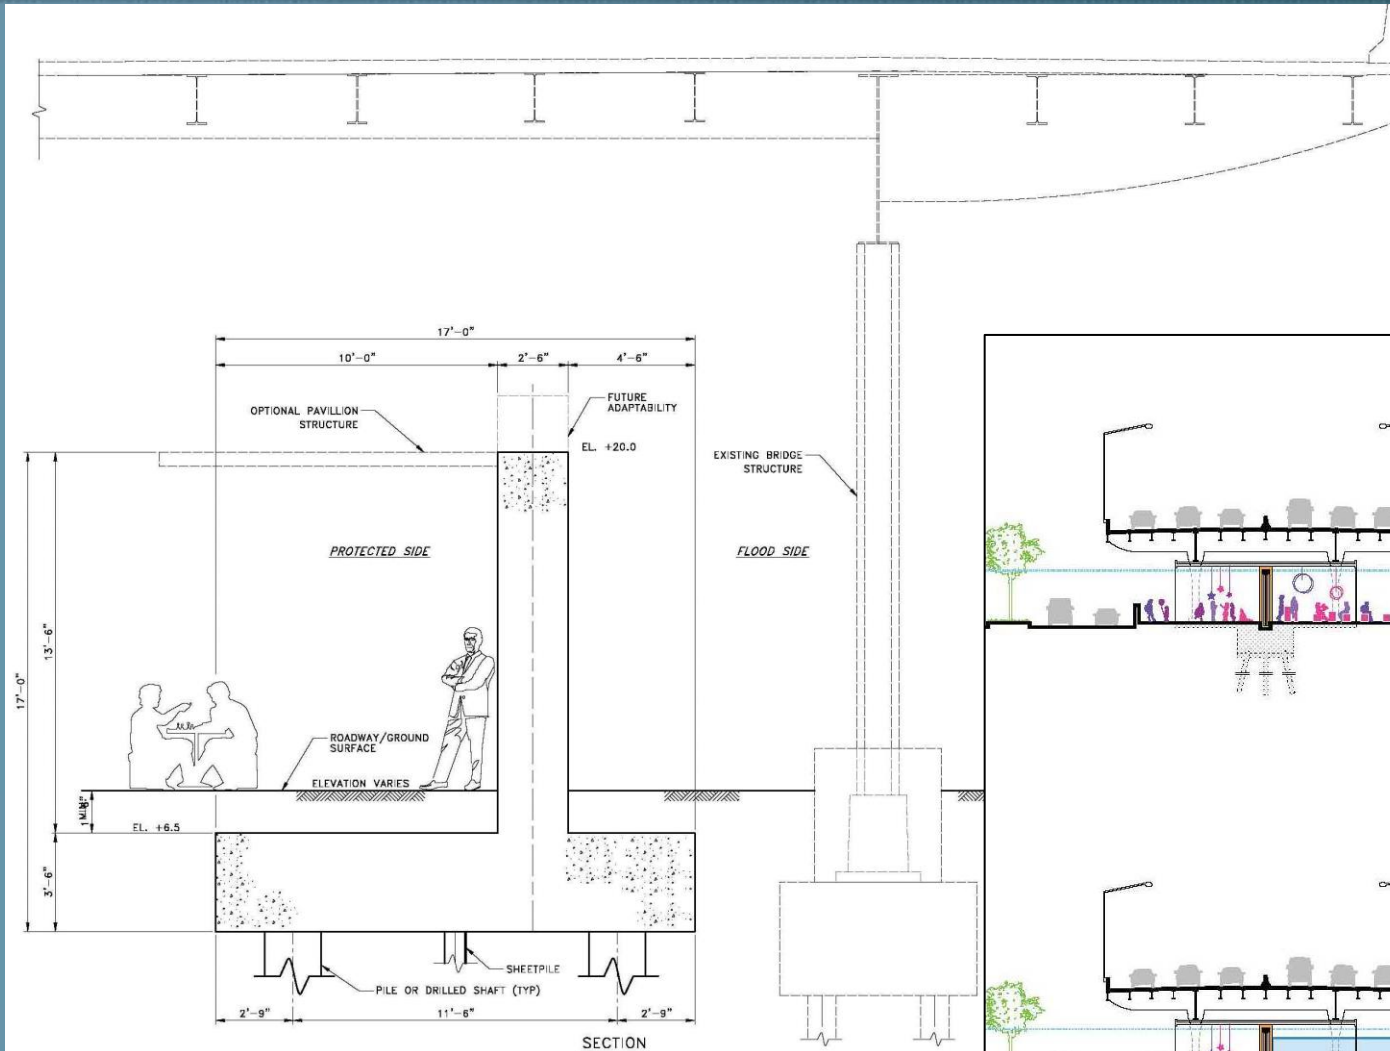 17'-0"
10'-0"
2'-6"
4'-6"
OPTIONAL PAVILLION
STRUCTURE
FUTURE
ADAPTABILITY
EL. +20.0
EXISTING BRIDGE
STRUCTURE
PROTECTED SIDE
FLOOD SIDE
17'-0"
13'-6"
ROADWAY/GROUND
SURFACE
ELEVATION VARIES
EL. +6.5
3'-6"
SHEETPILE
PILE OR DRILLED SHAFT (TYP)
2'-9"
11'-6"
2'-9"
SECTION